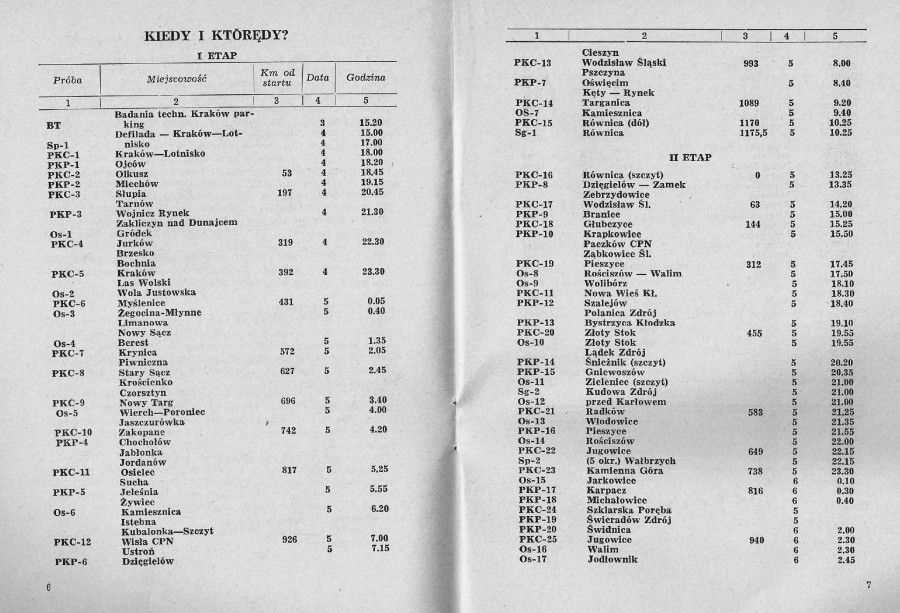 KIEDY I KTÓRĘDY?
I ETAP
Próba Miejscowość Km od startu Data Godzina
1 2 3 4 5
Badania techn. Kraków par-
BT king 3 15.20
Defilada — Kraków—Lot- 4 15.00
Sp-1 nisko 4 17.00
PKC-1 Kraków—Lotnisko 4 18.00
PKP-1 Ojców 4 18.20
PKC-2 Olkusz 53 4 18.45
PKP-2 Miechów 4 19.15
PKC-3 Słupia 197 4 20.45
Tarnów
PKP-3 Wojnicz Rynek 4 21.30
Zakliczyn nad Dunajcem
Os-1 Gródek
PKC-4 Jurków 319 4 22.30
Brzesko
Bochnia
PKC-5 Kraków 392 4 23.30
Las Wolski
Os-2 Wola Justowska
PKC-6 Myślenice 431 5 0.05
Os-3 Żegocina-Młynne 5 0.40
Limanowa
Nowy Sącz
Os-4 Berest 5 1.35
PKC-7 Krynica 572 5 2.05
Piwniczna
PKC-8 Stary Sącz 627 5 2.45
Krościenko
Czorsztyn
PKC-9 Nowy Targ 696 5 3.40
Os-5 Wierch—Poroniec 5 4.00
Jaszczurówka
PKC-10 Zakopane 742 5 4.20
PKP-4 Chochołów
Jabłonka
Jordanów
PKC-11 Osielec 817 5 5.25
Sucha
PKP-5 Jeleśnia 5 5.55
Żywiec
Os-6 Kamiesznica 5 6.20
Istebna
Kubalonka—Szczyt
PKC-12 Wisła CPN 926 5 7.00
Ustroń 5 7.15
PKP-6 Dzięgielów
6
1 2 3 4 5
Cieszyn
PKC-13 Wodzisław Śląski 993 5 8.00
Pszczyna
PKP-7 Oświęcim 5 8.40
Kęty — Rynek
PKC-14 Targanica 1089 5 9.20
OS-7 Kamiesznica 5 9.40
PKC-15 Równica (dół) 1170 5 10.25
Sg-1 Równica 1175,5 5 10.25
II ETAP
PKC-16 Równica (szczyt) 0 5 13.25
PKP-8 Dzięgielów — Zamek 5 13.35
Zebrzydowice
PKC-17 Wodzisław Śl. 63 5 14.20
PKP-9 Branice 5 15.00
PKC-18 Głubczyce 144 5 15.25
PKP-10 Krapkowice 5 15.50
Paczków CPN
Ząbkowice Śl.
PKC-19 Pieszyce 312 5 17.45
Os-8 Rościszów — Walim 5 17.50
Os-9 Wolibórz 5 18.10
PKC-11 Nowa Wieś Kł. 5 18.30
PKP-12 Szalejów 5 18.40
Polanica Zdrój
PKP-13 Bystrzyca Kłodzka 5 19.10
PKC-20 Złoty Stok 455 5 19.55
Os-10 Złoty Stok 5 19.55
Lądek Zdrój
PKP-14 Śnieżnik (szczyt) 5 20.20
PKP-15 Gniewoszów 5 20.35
Os-11 Zieleniec (szczyt) 5 21.00
Sg-2 Kudowa Zdrój 5 21.00
Os-12 przed Karłowem 5 21.00
PKC-21 Radków 583 5 21.25
Os-13 Włodowice 5 21.35
PKP-16 Pieszyce 5 21.55
Os-14 Rościszów 5 22.00
PKC-22 Jugowice 649 5 22.15
Sp-2 (5 okr.) Wałbrzych 5 22.15
PKC-23 Kamienna Góra 738 5 23.30
Os-15 Jarkowice 6 0.10
PKP-17 Karpacz 816 6 0.30
PKP-18 Michałowice 6 0.40
PKC-24 Szklarska Poręba 5
PKP-19 Świeradów Zdrój 5
PKP-20 Świdnica 6 2.00
PKC-25 Jugowice 940 6 2.30
Os-16 Walim 6 2.30
Os-17 Jodłownik 6 2.45
7